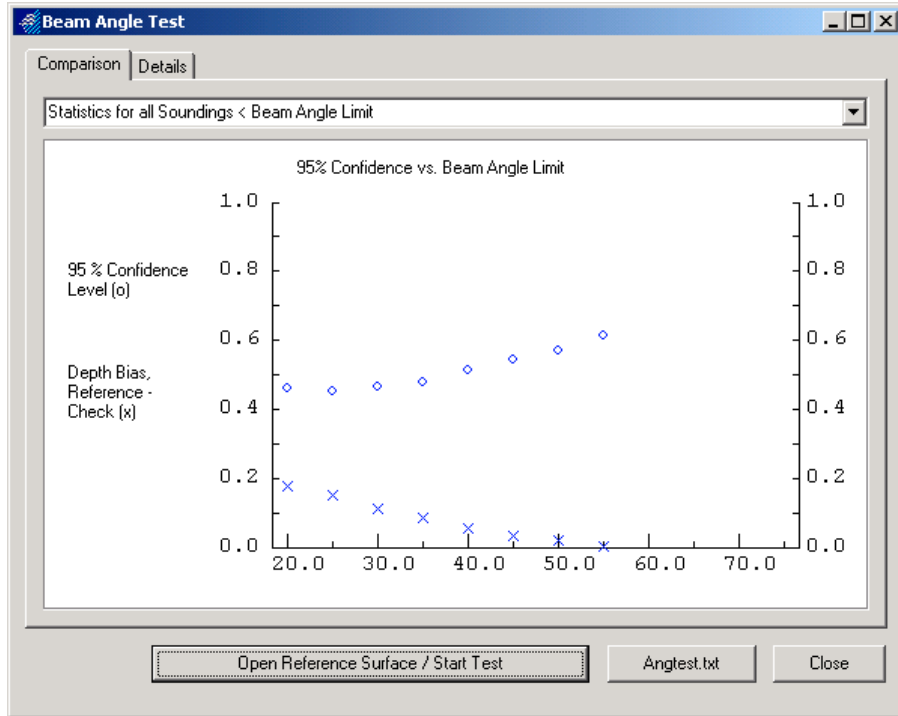 Beam Angle Test
Comparison Details
Statistics for all Soundings < Beam Angle Limit
95% Confidence vs. Beam Angle Limit
1.0 1.0
95 % Confidence
Level (o)
0.8 0.8
0.6 0.6
Depth Bias,
Reference -
Check (x)
0.4 0.4
0.2 0.2
0.0 0.0
20.0 30.0 40.0 50.0 60.0 70.0
Open Reference Surface / Start Test Angtest.txt Close